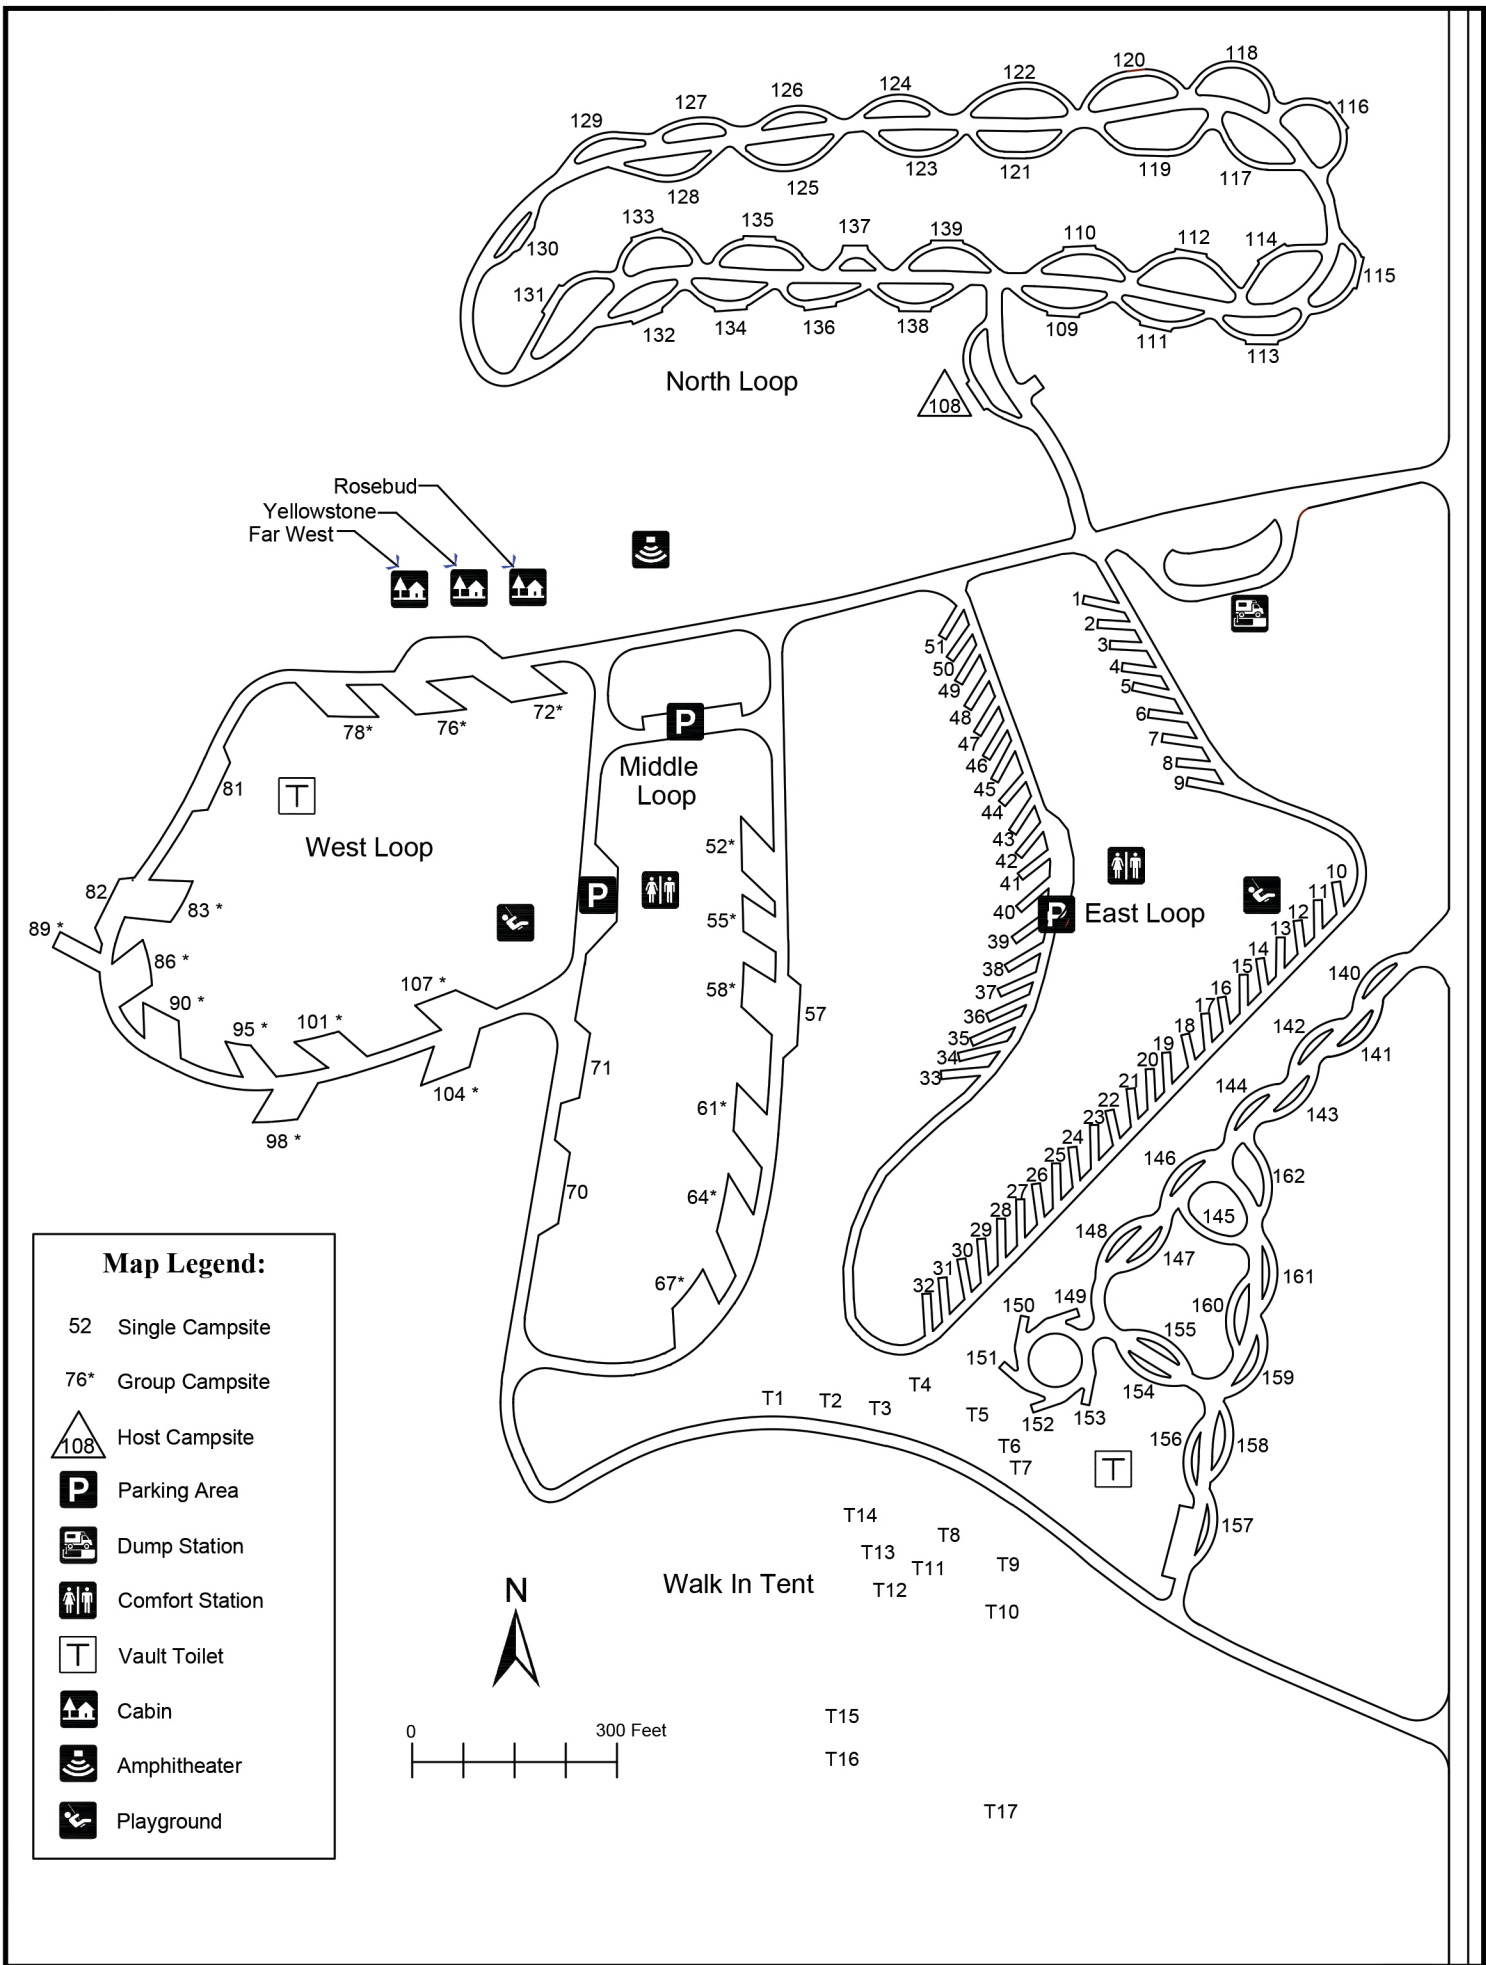 118
120
122
124
126
127
129
116
119
117
121
123
125
128
133
135
137
139
110
112
114
130
115
131
132
134
136
138
109
111
113
North Loop
108
Rosebud
Yellowstone
Far West
1
2
3
4
5
6
7
8
9
51
50
49
48
47
46
45
44
43
42
41
40
39
38
37
36
35
34
33
78*
76*
72*
P
Middle
Loop
81
T
West Loop
52*
82
83 *
P
55*
P
East Loop
89 *
86 *
107 *
58*
57
90 *
95 *
101 *
71
104 *
61*
98 *
70
64*
67*
10
11
12
13
14
15
16
17
18
19
20
21
22
23
24
25
26
27
28
29
30
31
32
140
142
141
144
143
146
162
145
148
147
161
150
149
160
155
151
154
159
152
153
156
158
T
157
T1
T2
T3
T4
T5
T6
T7
T14
T8
T13
T11
T9
T12
T10
Walk In Tent
T15
T16
T17
N
0
300 Feet
Map Legend:
52 Single Campsite
76* Group Campsite
108 Host Campsite
P Parking Area
Dump Station
Comfort Station
T Vault Toilet
Cabin
Amphitheater
Playground